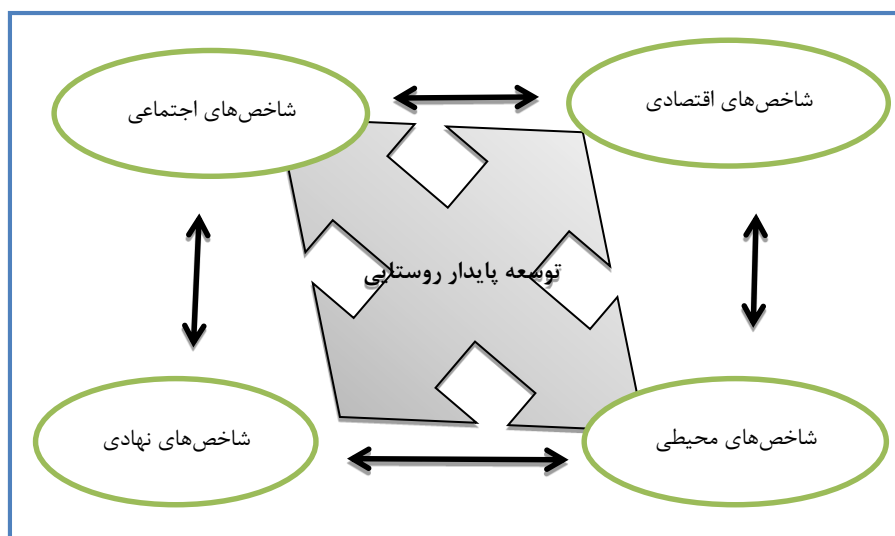 شاخص‌های اقتصادی
شاخص‌های اجتماعی
توسعه پایدار روستایی
شاخص‌های محیطی
شاخص‌های نهادی